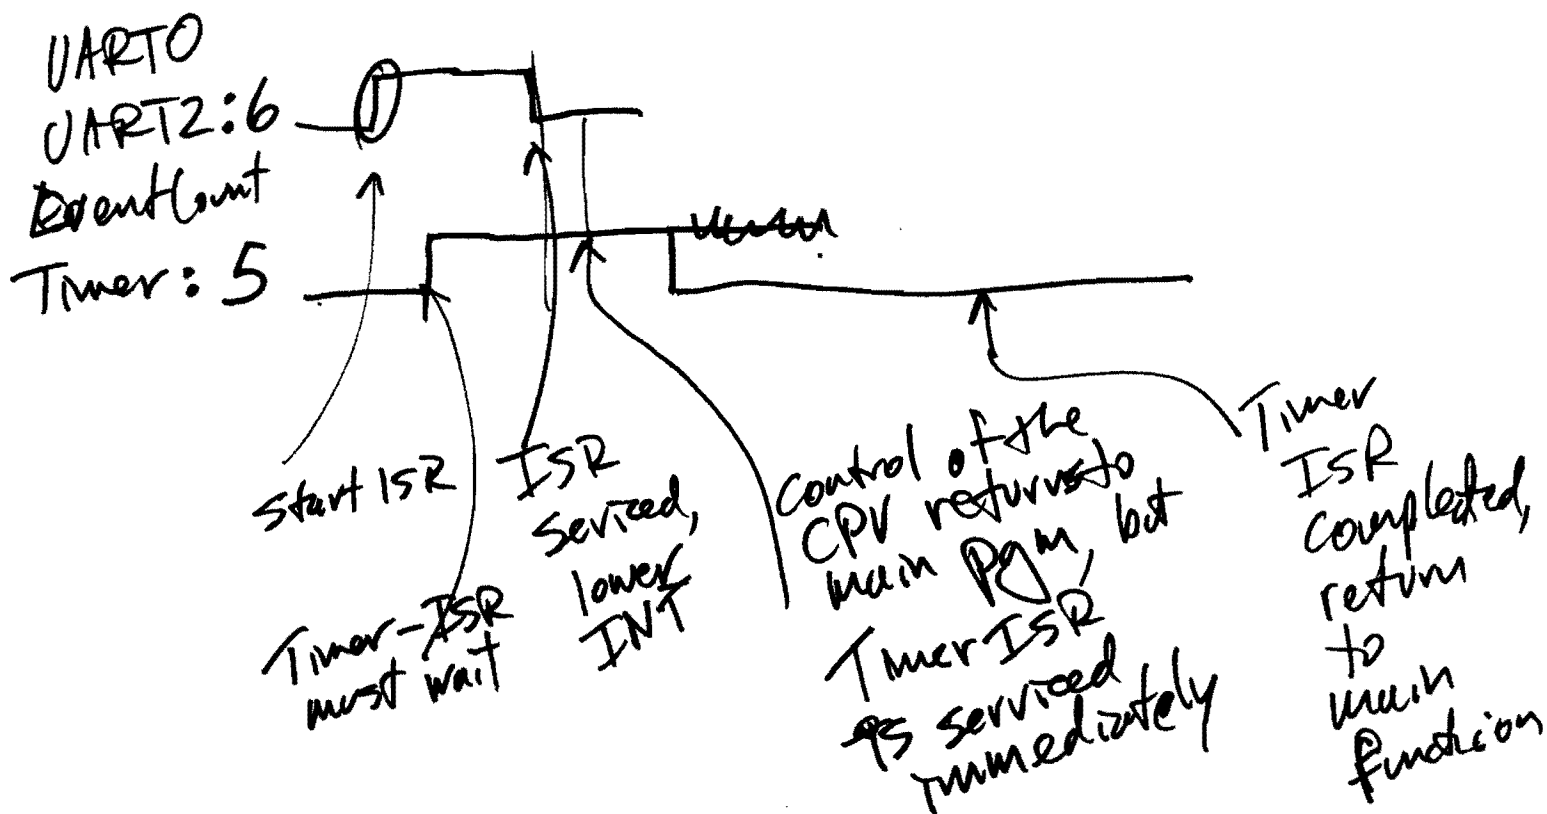 UART0
UART2:6
EventCount
Timer: 5
start ISR
Timer-ISR
must wait
ISR
serviced,
lower
INT
control of the
CPU returns to
main Pgm, but
Timer ISR
is serviced
immediately
Timer
ISR
completed,
return
to
main
function